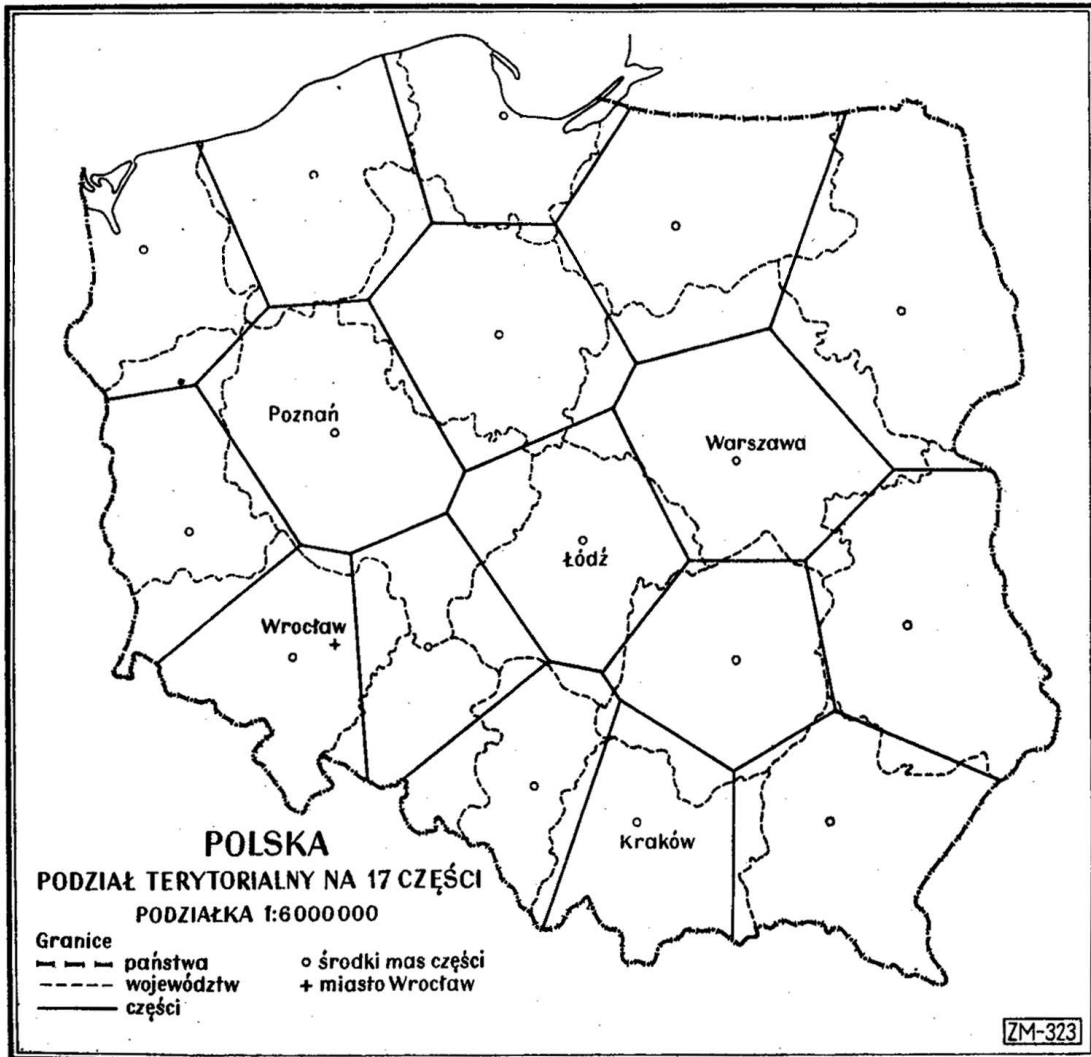 Poznań
Warszawa
Łódź
Wrocław
Kraków
POLSKA
PODZIAŁ TERYTORIALNY NA 17 CZĘŚCI
PODZIAŁKA 1:6000000
Granice
państwa
województw
części
środki mas części
+ miasto Wrocław
ZM-323